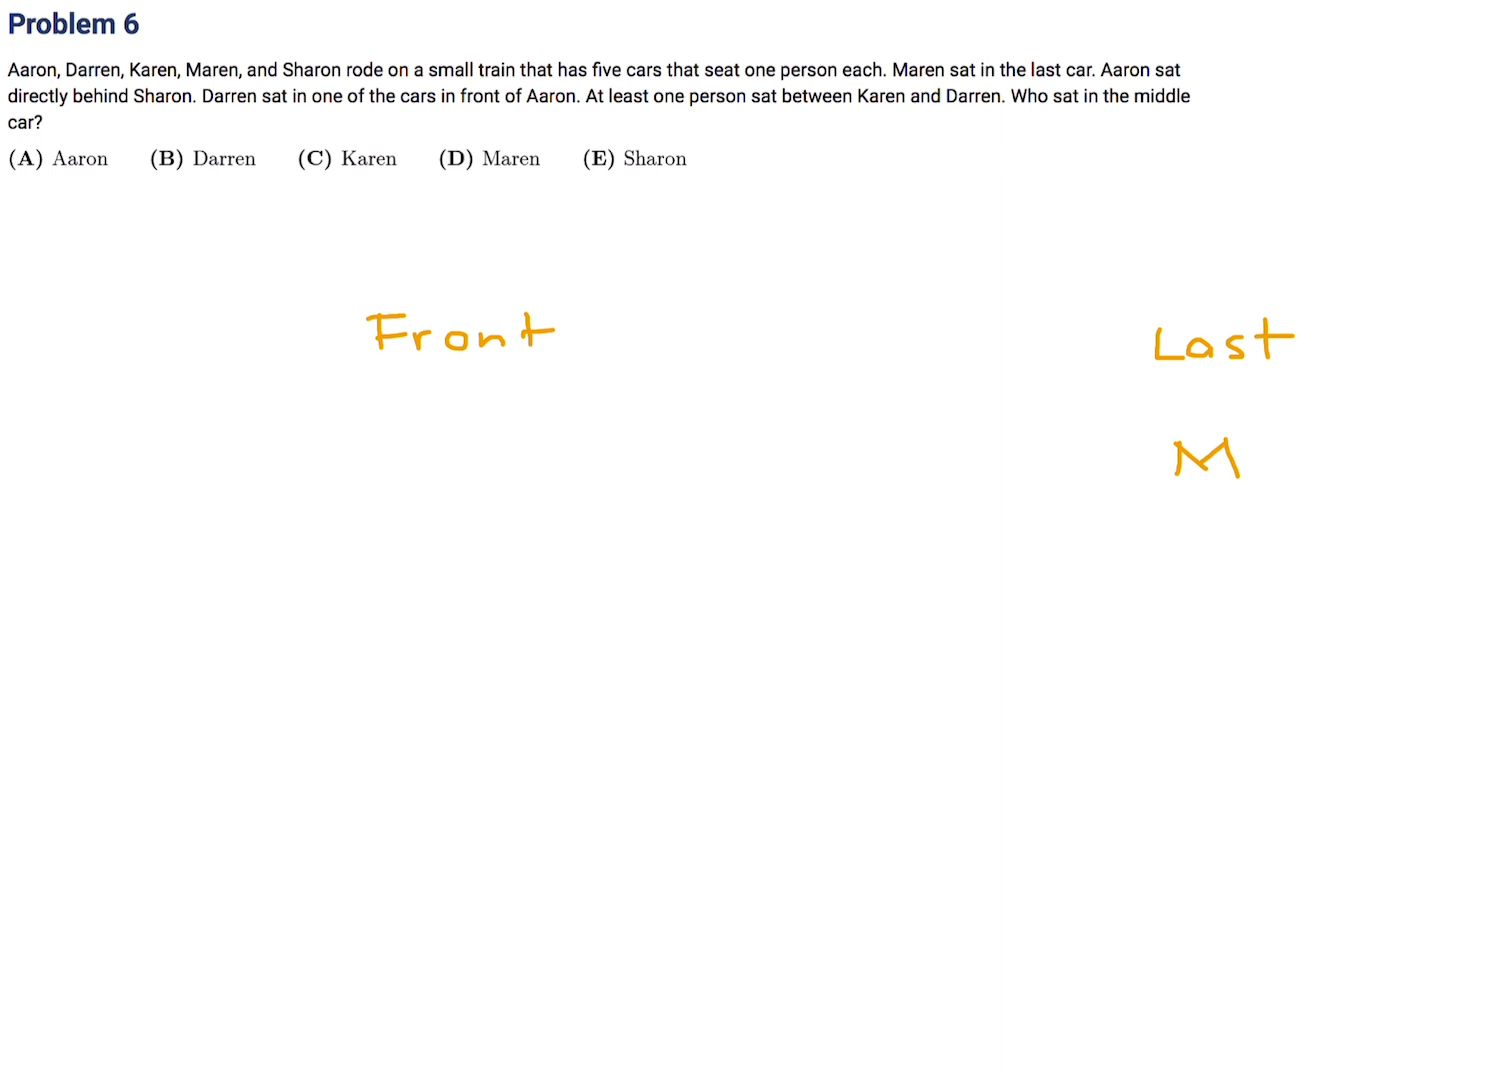 Problem 6
Aaron, Darren, Karen, Maren, and Sharon rode on a small train that has five cars that seat one person each. Maren sat in the last car. Aaron sat
directly behind Sharon. Darren sat in one of the cars in front of Aaron. At least one person sat between Karen and Darren. Who sat in the middle
car?
(A) Aaron (B) Darren (C) Karen (D) Maren (E) Sharon
Front Last
M